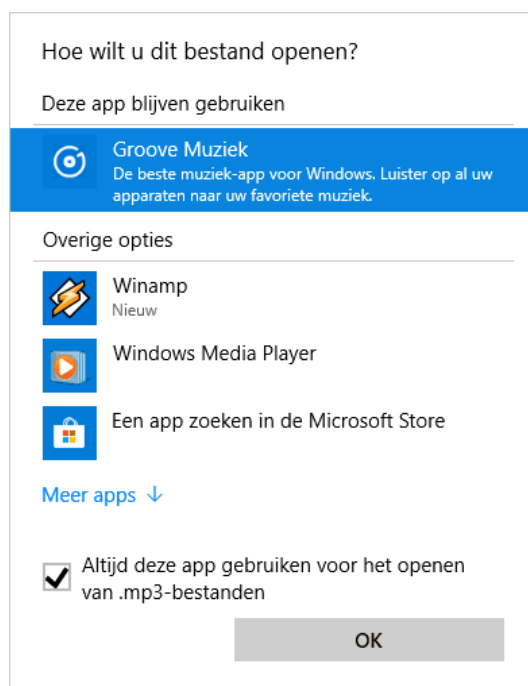 Hoe wilt u dit bestand openen?
Deze app blijven gebruiken
Groove Muziek
De beste muziek-app voor Windows. Luister op al uw
apparaten naar uw favoriete muziek.
Overige opties
Winamp
Nieuw
Windows Media Player
Een app zoeken in de Microsoft Store
Meer apps ↓
Altijd deze app gebruiken voor het openen
van .mp3-bestanden
OK